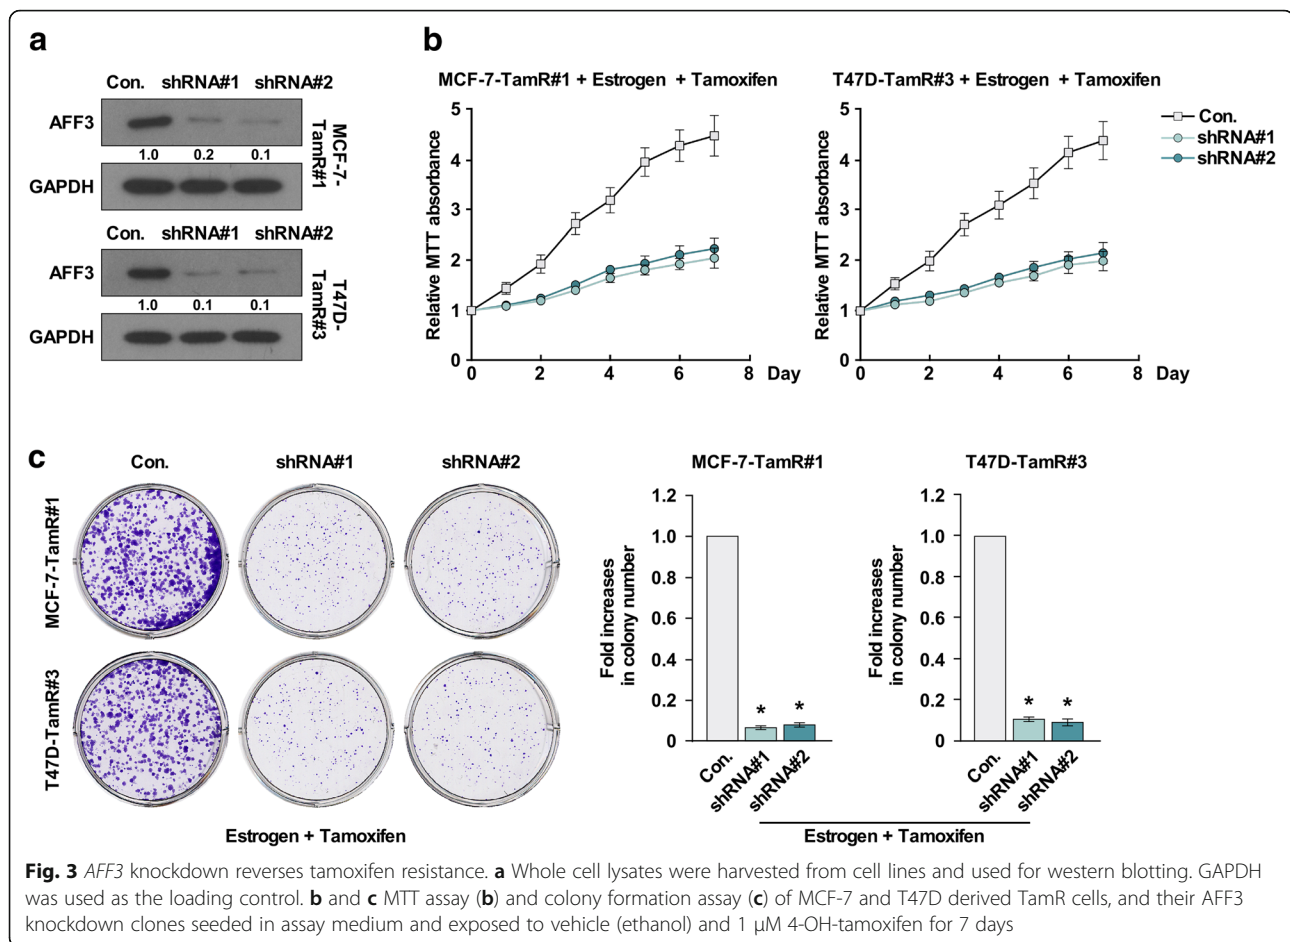 a
Con. shRNA#1 shRNA#2
AFF3
1.0 0.2 0.1
GAPDH
MCF-7-
TamR#1
Con. shRNA#1 shRNA#2
AFF3
1.0 0.1 0.1
GAPDH
T47D-
TamR#3
b
MCF-7-TamR#1 + Estrogen + Tamoxifen
Relative MTT absorbance
5
4
3
2
1
0
0 2 4 6 8 Day
T47D-TamR#3 + Estrogen + Tamoxifen
Relative MTT absorbance
5
4
3
2
1
0
0 2 4 6 8 Day
Con.
shRNA#1
shRNA#2
c
Con. shRNA#1 shRNA#2
MCF-7-TamR#1
T47D-TamR#3
Estrogen + Tamoxifen
MCF-7-TamR#1
Fold increases
in colony number
1.2
1.0
0.8
0.6
0.4
0.2
0
* *
Con. shRNA#1 shRNA#2
T47D-TamR#3
Fold increases
in colony number
1.2
1.0
0.8
0.6
0.4
0.2
0
* *
Con. shRNA#1 shRNA#2
Estrogen + Tamoxifen
Fig. 3 AFF3 knockdown reverses tamoxifen resistance. a Whole cell lysates were harvested from cell lines and used for western blotting. GAPDH
was used as the loading control. b and c MTT assay (b) and colony formation assay (c) of MCF-7 and T47D derived TamR cells, and their AFF3
knockdown clones seeded in assay medium and exposed to vehicle (ethanol) and 1 μM 4-OH-tamoxifen for 7 days